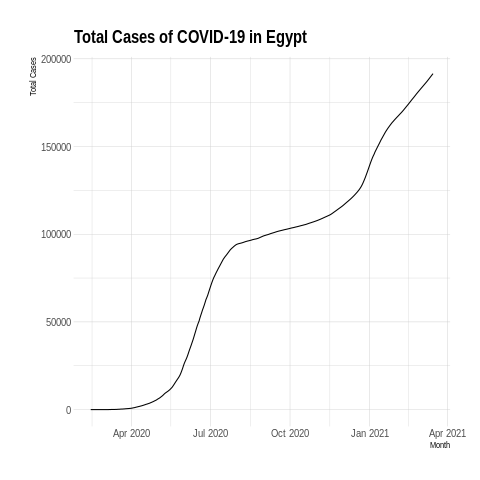 Total Cases of COVID-19 in Egypt
Total Cases
200000
150000
100000
50000
0
Apr 2020 Jul 2020 Oct 2020 Jan 2021 Apr 2021
Month